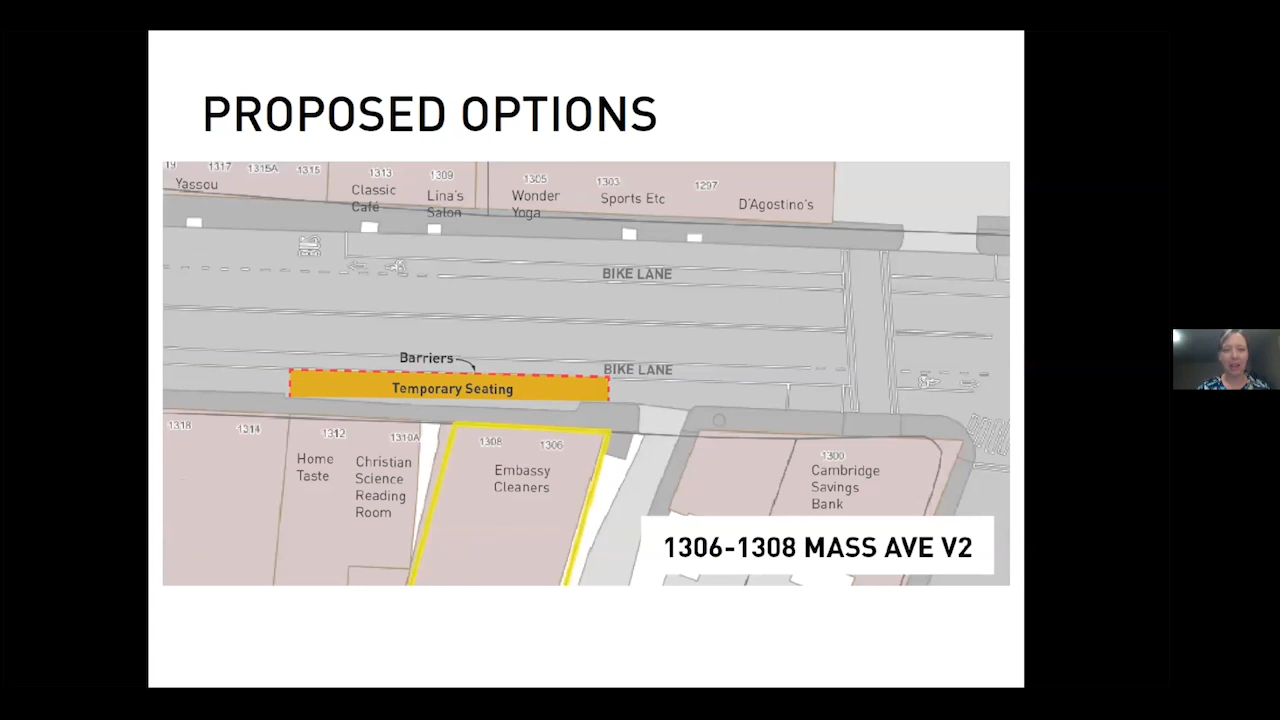 PROPOSED OPTIONS
19 1317 1315A 1315 1313 1309 1305 1303 1297
Yassou
Classic
Café
Lina's
Salon
Wonder
Yoga
Sports Etc
D'Agostino's
BIKE LANE
Barriers
BIKE LANE
Temporary Seating
1318 1314 1312 1310A 1308 1306 1300
Home
Taste
Christian
Science
Reading
Room
Embassy
Cleaners
Cambridge
Savings
Bank
1306-1308 MASS AVE V2